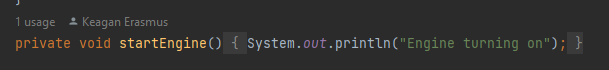 1 usage Keagan Erasmus
private void startEngine() { System.out.println("Engine turning on"); }